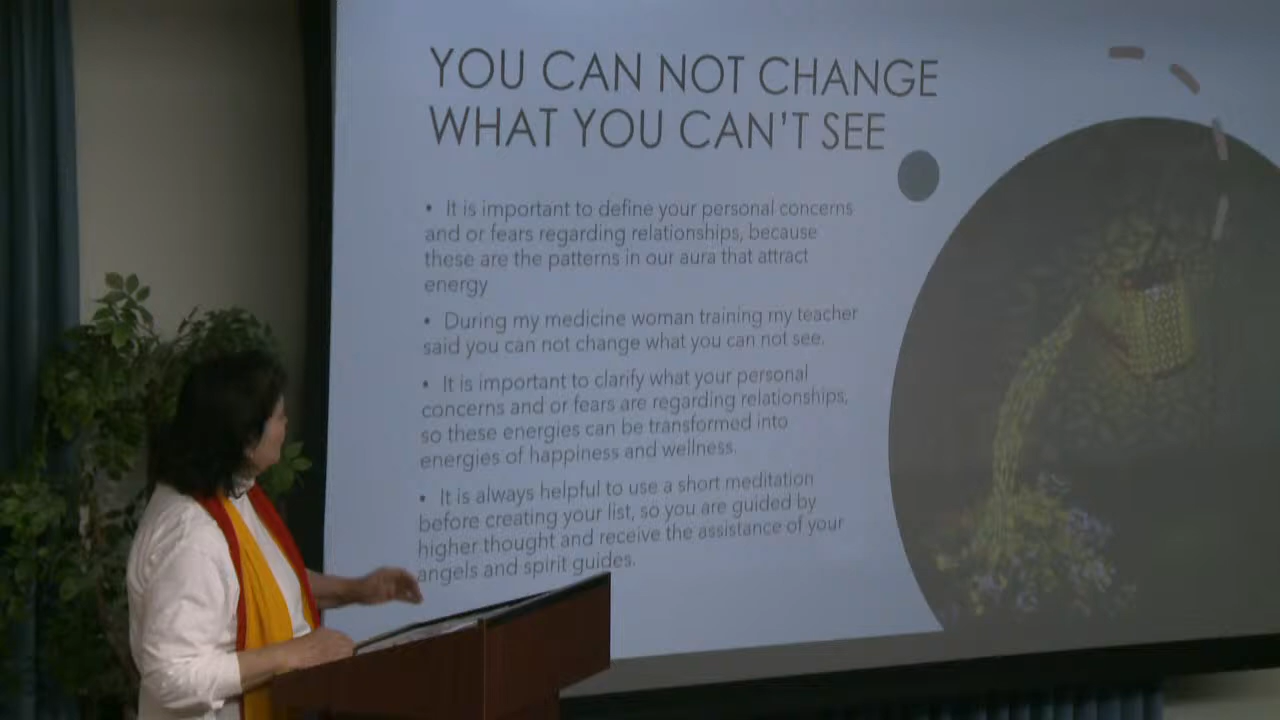 YOU CAN NOT CHANGE
WHAT YOU CAN'T SEE
• It is important to define your personal concerns
and or fears regarding relationships, because
these are the patterns in our aura that attract
energy
• During my medicine woman training my teacher
said you can not change what you can not see.
• It is important to clarify what your personal
concerns and or fears are regarding relationships,
so these energies can be transformed into
energies of happiness and wellness.
• It is always helpful to use a short meditation
before creating your list, so you are guided by
higher thought and receive the assistance of your
angels and spirit guides.